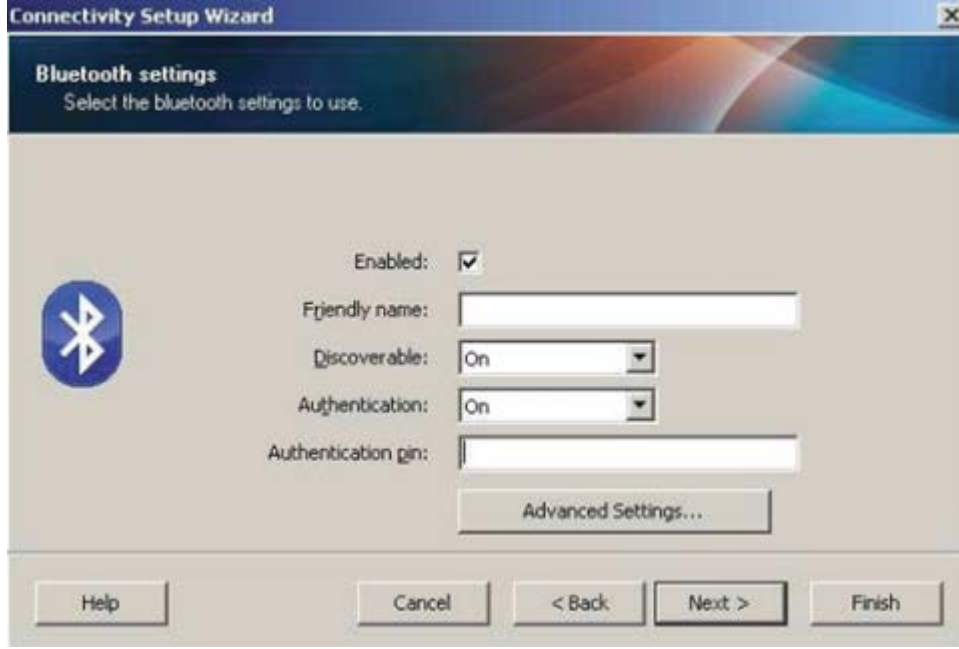 Connectivity Setup Wizard
Bluetooth settings
Select the bluetooth settings to use.
Enabled:
Friendly name:
Discoverable: On
Authentication: On
Authentication pin:
Advanced Settings...
Help Cancel < Back Next > Finish